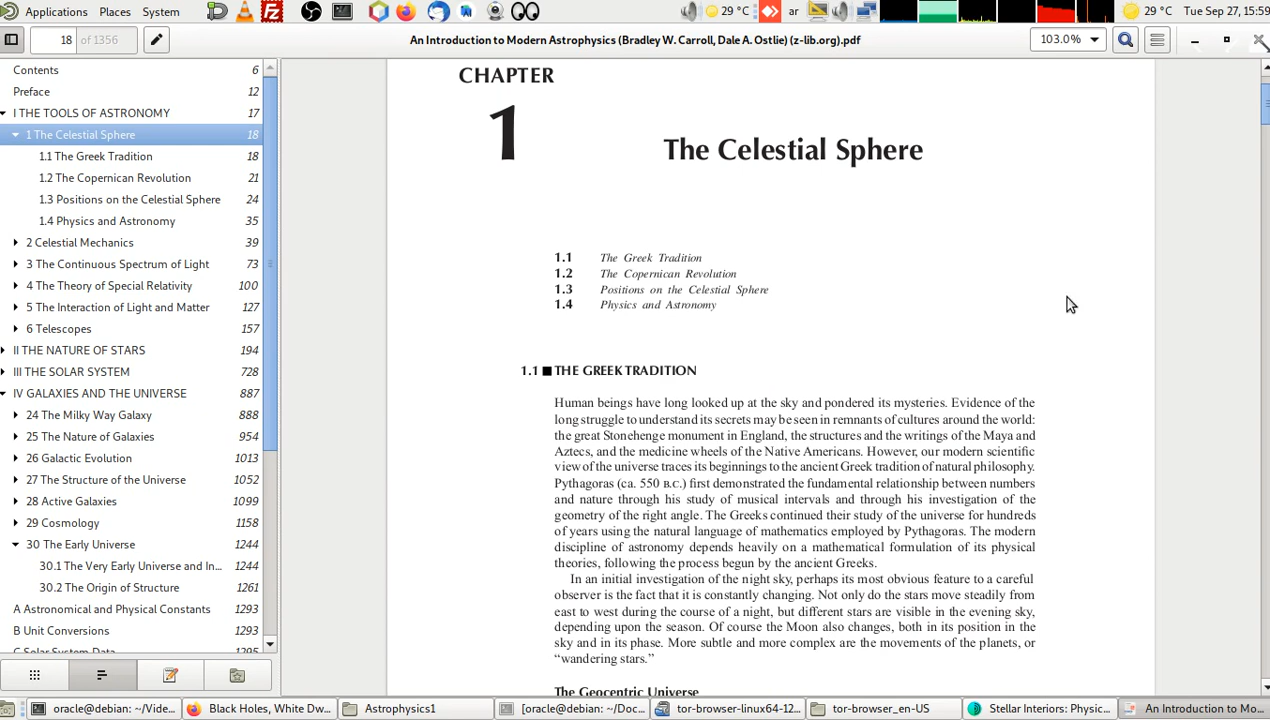 Applications Places System
29 °C ar 29 °C Tue Sep 27, 15:59
18 of 1356
An Introduction to Modern Astrophysics (Bradley W. Carroll, Dale A. Ostlie) (z-lib.org).pdf
103.0%
Contents 6
Preface 12
I THE TOOLS OF ASTRONOMY 17
1 The Celestial Sphere 18
1.1 The Greek Tradition 18
1.2 The Copernican Revolution 21
1.3 Positions on the Celestial Sphere 24
1.4 Physics and Astronomy 35
2 Celestial Mechanics 39
3 The Continuous Spectrum of Light 73
4 The Theory of Special Relativity 100
5 The Interaction of Light and Matter 127
6 Telescopes 157
II THE NATURE OF STARS 194
III THE SOLAR SYSTEM 728
IV GALAXIES AND THE UNIVERSE 887
24 The Milky Way Galaxy 888
25 The Nature of Galaxies 954
26 Galactic Evolution 1013
27 The Structure of the Universe 1052
28 Active Galaxies 1099
29 Cosmology 1158
30 The Early Universe 1244
30.1 The Very Early Universe and In... 1244
30.2 The Origin of Structure 1261
A Astronomical and Physical Constants 1293
B Unit Conversions 1293
C Solar System Data 1295
CHAPTER
1
The Celestial Sphere
1.1 The Greek Tradition
1.2 The Copernican Revolution
1.3 Positions on the Celestial Sphere
1.4 Physics and Astronomy
1.1 ■ THE GREEK TRADITION
Human beings have long looked up at the sky and pondered its mysteries. Evidence of the
long struggle to understand its secrets may be seen in remnants of cultures around the world:
the great Stonehenge monument in England, the structures and the writings of the Maya and
Aztecs, and the medicine wheels of the Native Americans. However, our modern scientific
view of the universe traces its beginnings to the ancient Greek tradition of natural philosophy.
Pythagoras (ca. 550 B.C.) first demonstrated the fundamental relationship between numbers
and nature through his study of musical intervals and through his investigation of the
geometry of the right angle. The Greeks continued their study of the universe for hundreds
of years using the natural language of mathematics employed by Pythagoras. The modern
discipline of astronomy depends heavily on a mathematical formulation of its physical
theories, following the process begun by the ancient Greeks.
In an initial investigation of the night sky, perhaps its most obvious feature to a careful
observer is the fact that it is constantly changing. Not only do the stars move steadily from
east to west during the course of a night, but different stars are visible in the evening sky,
depending upon the season. Of course the Moon also changes, both in its position in the
sky and in its phase. More subtle and more complex are the movements of the planets, or
“wandering stars.”
The Geocentric Universe
oracle@debian: ~/Vide... Black Holes, White Dw... Astrophysics1 [oracle@debian: ~/Doc... tor-browser-linux64-12... tor-browser_en-US Stellar Interiors: Physic... An Introduction to Mo...